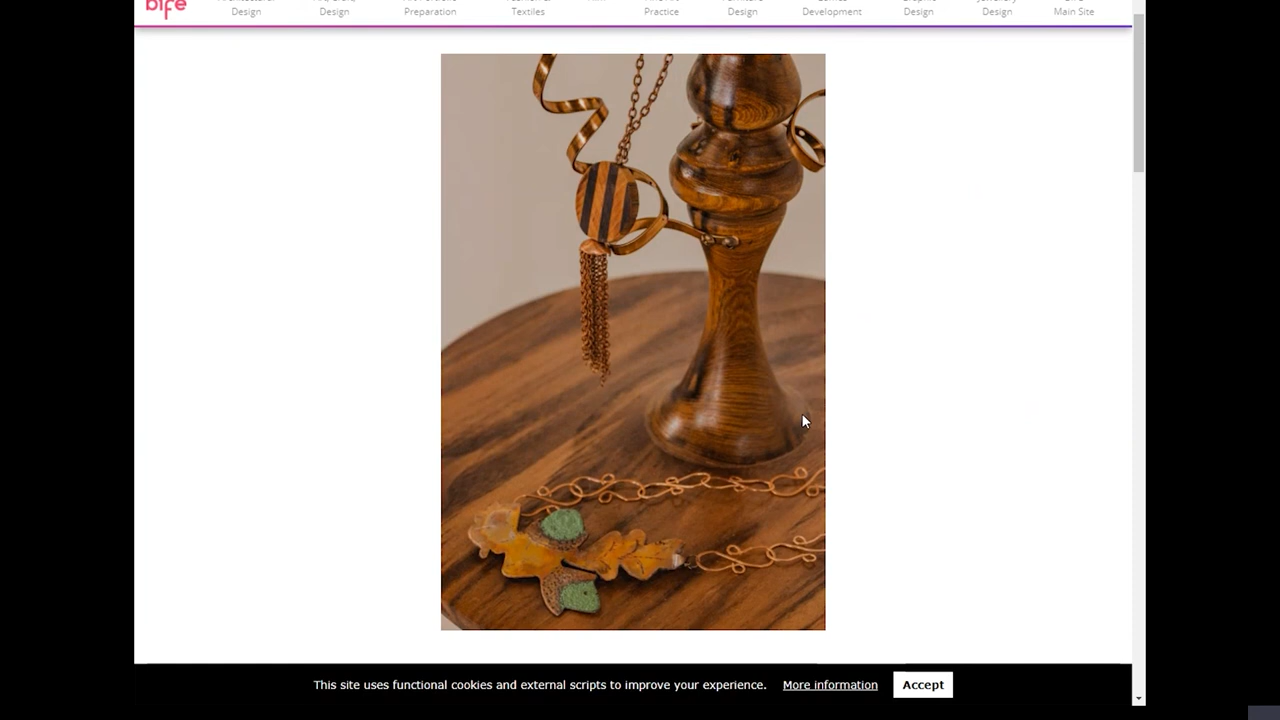 bife
Design
Design
Preparation
Textiles
Practice
Design
Development
Design
Design
Main Site
This site uses functional cookies and external scripts to improve your experience. More information Accept